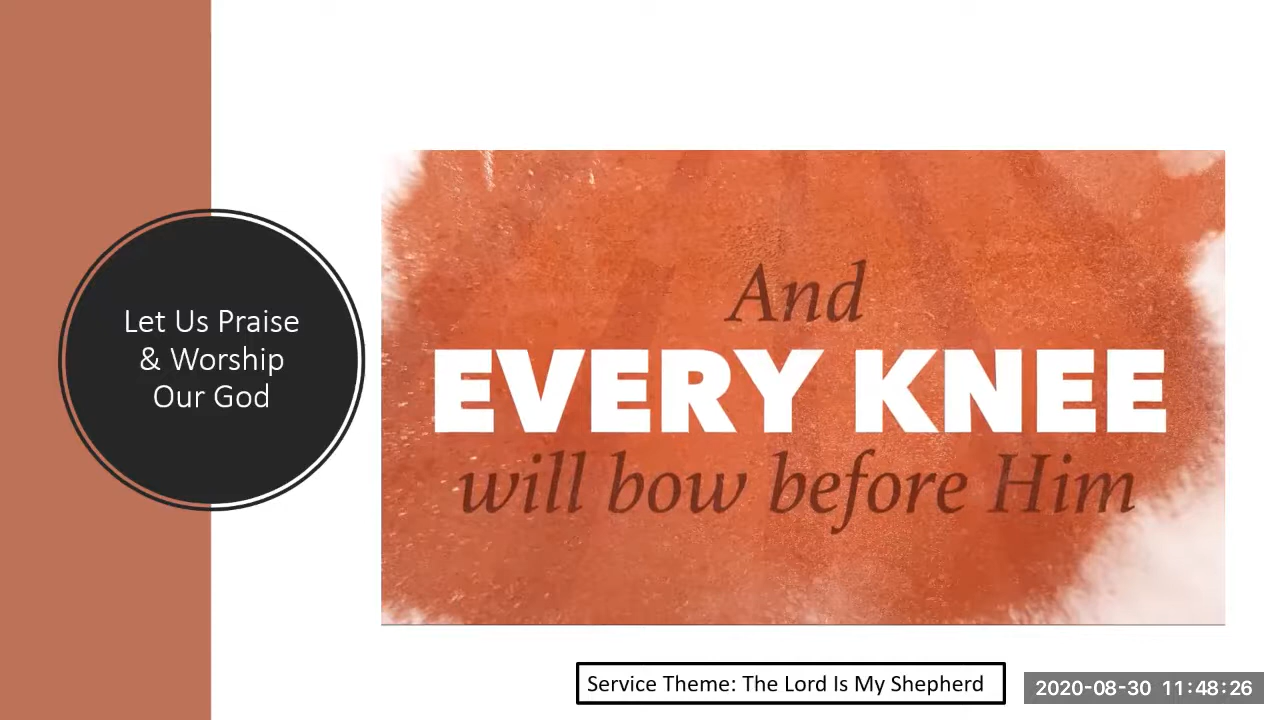 Let Us Praise
& Worship
Our God
And
EVERY KNEE
will bow before Him
Service Theme: The Lord Is My Shepherd
2020-08-30 11:48:26